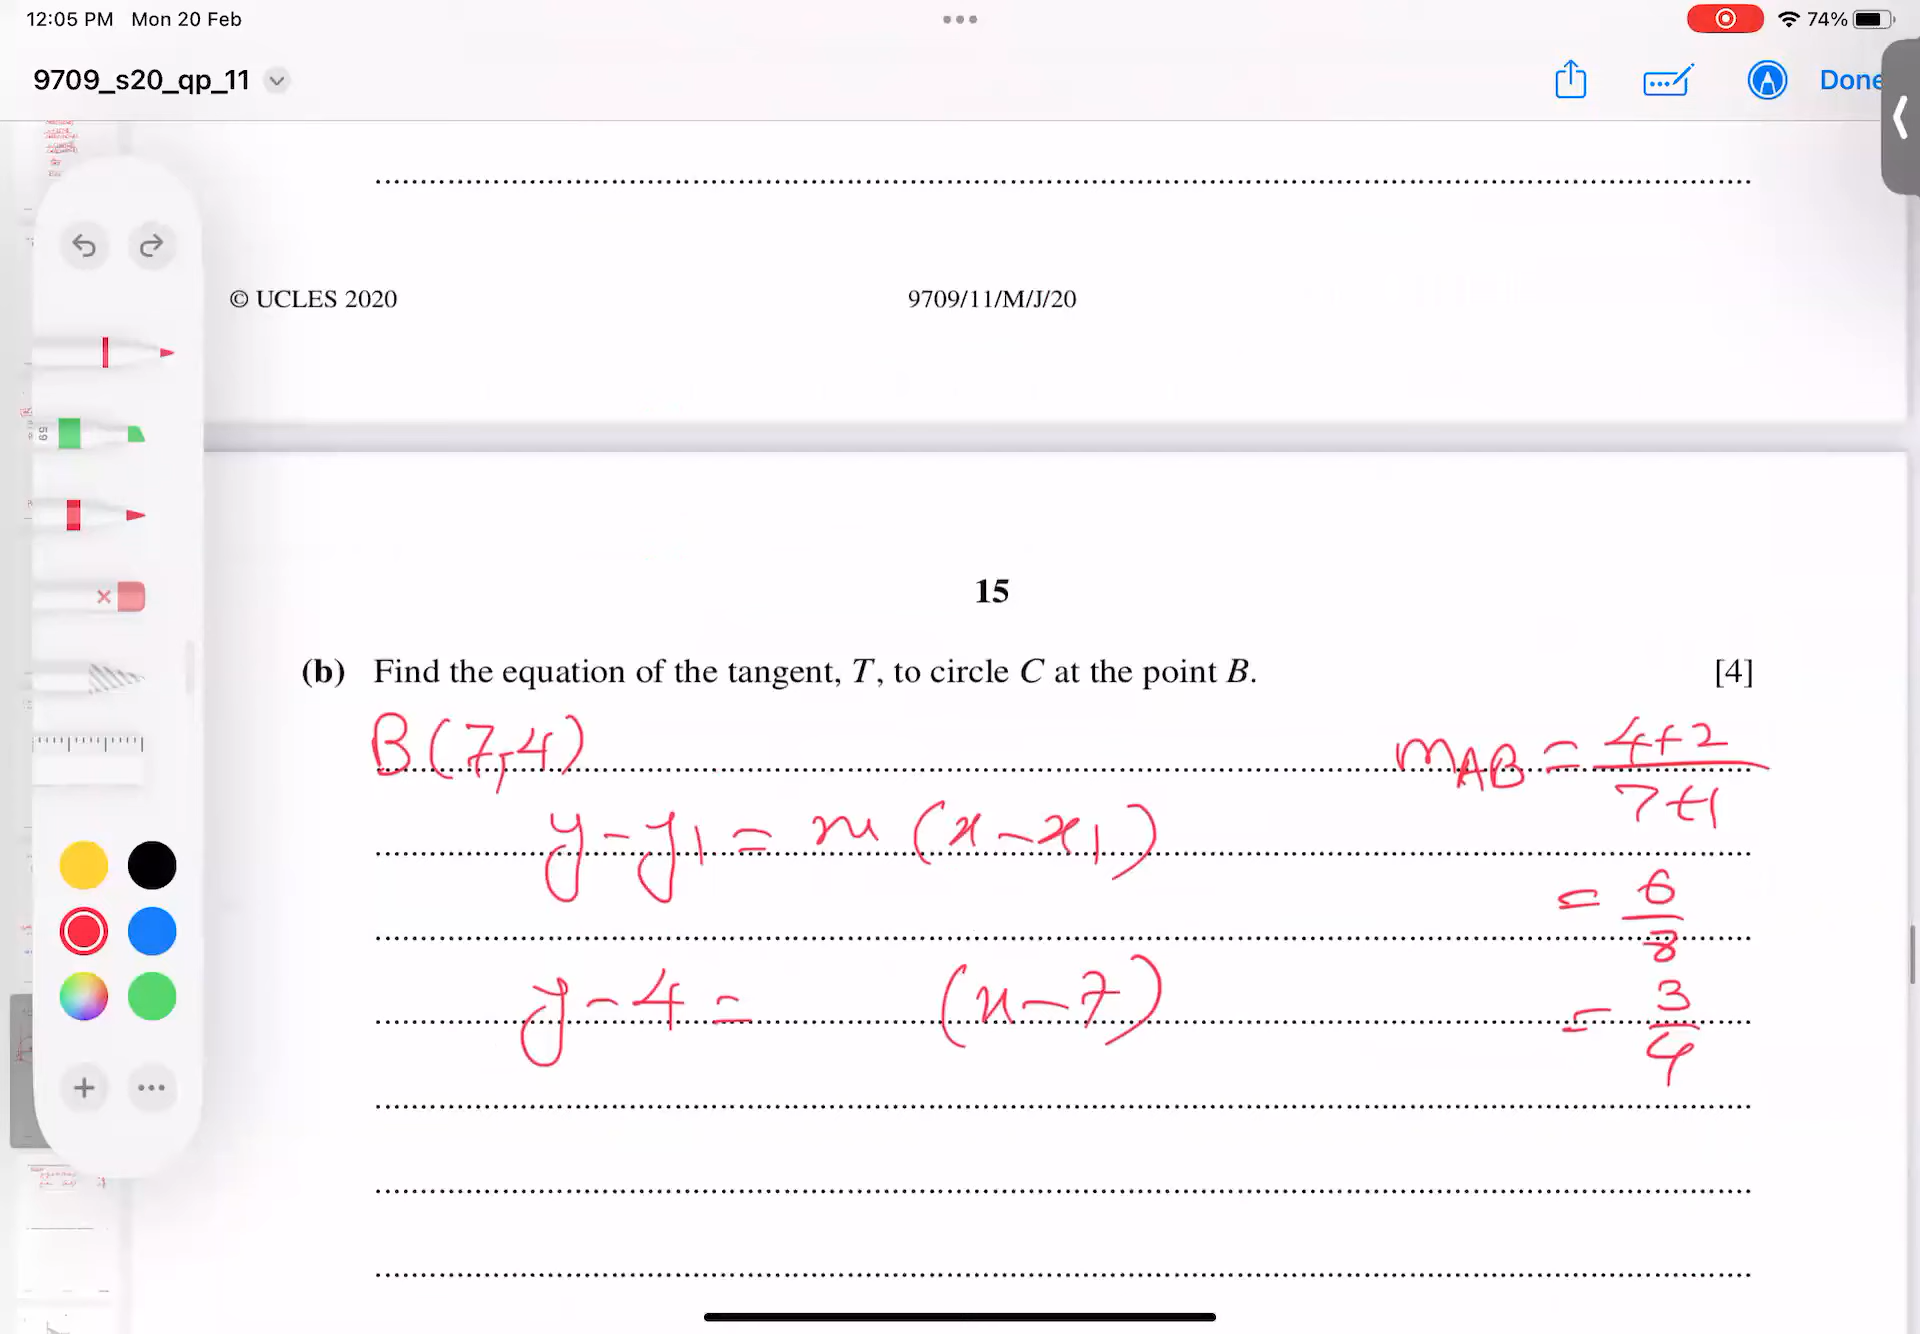 12:05 PM Mon 20 Feb
74%
9709_s20_qp_11
Done
© UCLES 2020
9709/11/M/J/20
59
15
(b) Find the equation of the tangent, T, to circle C at the point B. [4]
B(7,4)
m_AB = (4+2)/(7+1)
y-y₁ = m(x-x₁)
= 6/8
y-4 = (x-7)
= 3/4